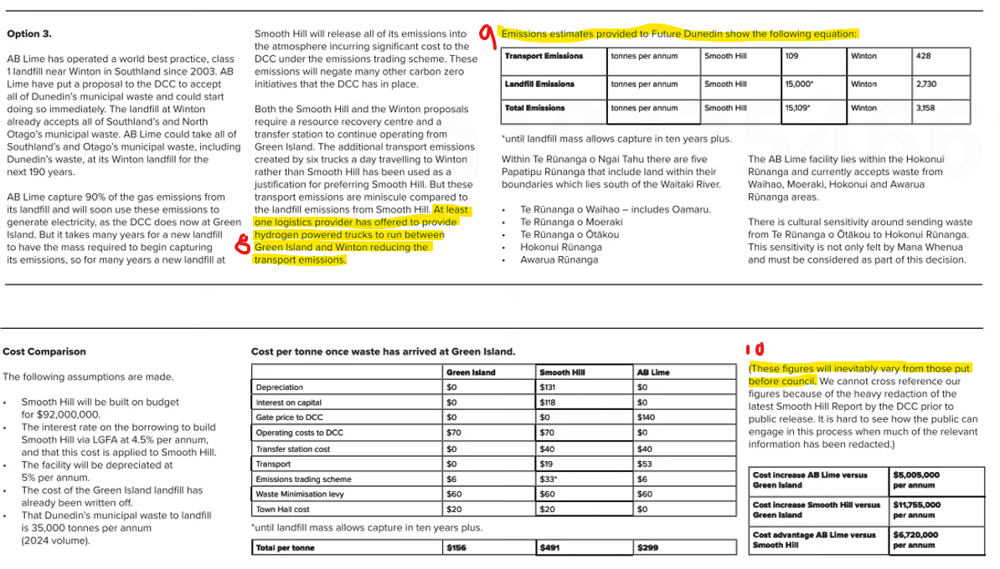 Option 3.
AB Lime has operated a world best practice, class
1 landfill near Winton in Southland since 2003. AB
Lime have put a proposal to the DCC to accept
all of Dunedin's municipal waste and could start
doing so immediately. The landfill at Winton
already accepts all of Southland's and North
Otago's municipal waste. AB Lime could take all of
Southland's and Otago's municipal waste, including
Dunedin's waste, at its Winton landfill for the
next 190 years.
AB Lime capture 90% of the gas emissions from
its landfill and will soon use these emissions to
generate electricity, as the DCC does now at Green
Island. But it takes many years for a new landfill
to have the mass required to begin capturing
its emissions, so for many years a new landfill at
Smooth Hill will release all of its emissions into
the atmosphere incurring significant cost to the
DCC under the emissions trading scheme. These
emissions will negate many other carbon zero
initiatives that the DCC has in place.
Both the Smooth Hill and the Winton proposals
require a resource recovery centre and a
transfer station to continue operating from
Green Island. The additional transport emissions
created by six trucks a day travelling to Winton
rather than Smooth Hill has been used as a
justification for preferring Smooth Hill. But these
transport emissions are miniscule compared to
the landfill emissions from Smooth Hill. At least
one logistics provider has offered to provide
hydrogen powered trucks to run between
8 Green Island and Winton reducing the
transport emissions.
9 Emissions estimates provided to Future Dunedin show the following equation:
Transport Emissions tonnes per annum Smooth Hill 109 Winton 428
Landfill Emissions tonnes per annum Smooth Hill 15,000* Winton 2,730
Total Emissions tonnes per annum Smooth Hill 15,109* Winton 3,158
*until landfill mass allows capture in ten years plus.
Within Te Rūnanga o Ngai Tahu there are five
Papatipu Rūnanga that include land within their
boundaries which lies south of the Waitaki River.
• Te Rūnanga o Waihao – includes Oamaru.
• Te Rūnanga o Moeraki
• Te Rūnanga o Ōtākou
• Hokonui Rūnanga
• Awarua Rūnanga
The AB Lime facility lies within the Hokonui
Rūnanga and currently accepts waste from
Waihao, Moeraki, Hokonui and Awarua
Rūnanga areas.
There is cultural sensitivity around sending waste
from Te Rūnanga o Ōtākou to Hokonui Rūnanga.
This sensitivity is not only felt by Mana Whenua
and must be considered as part of this decision.
Cost Comparison
The following assumptions are made.
• Smooth Hill will be built on budget
for $92,000,000.
• The interest rate on the borrowing to build
Smooth Hill via LGFA at 4.5% per annum,
and that this cost is applied to Smooth Hill.
• The facility will be depreciated at
5% per annum.
• The cost of the Green Island landfill has
already been written off.
• That Dunedin's municipal waste to landfill
is 35,000 tonnes per annum
(2024 volume).
Cost per tonne once waste has arrived at Green Island.
Green Island Smooth Hill AB Lime
Depreciation $0 $131 $0
Interest on capital $0 $118 $0
Gate price to DCC $0 $0 $140
Operating costs to DCC $70 $70 $0
Transfer station cost $0 $40 $40
Transport $0 $19 $53
Emissions trading scheme $6 $33* $6
Waste Minimisation levy $60 $60 $60
Town Hall cost $20 $20 $0
*until landfill mass allows capture in ten years plus.
Total per tonne $156 $491 $299
10
(These figures will inevitably vary from those put
before council. We cannot cross reference our
figures because of the heavy redaction of the
latest Smooth Hill Report by the DCC prior to
public release. It is hard to see how the public can
engage in this process when much of the relevant
information has been redacted.)
Cost increase AB Lime versus $5,005,000
Green Island per annum
Cost increase Smooth Hill versus $11,755,000
Green Island per annum
Cost advantage AB Lime versus $6,720,000
Smooth Hill per annum